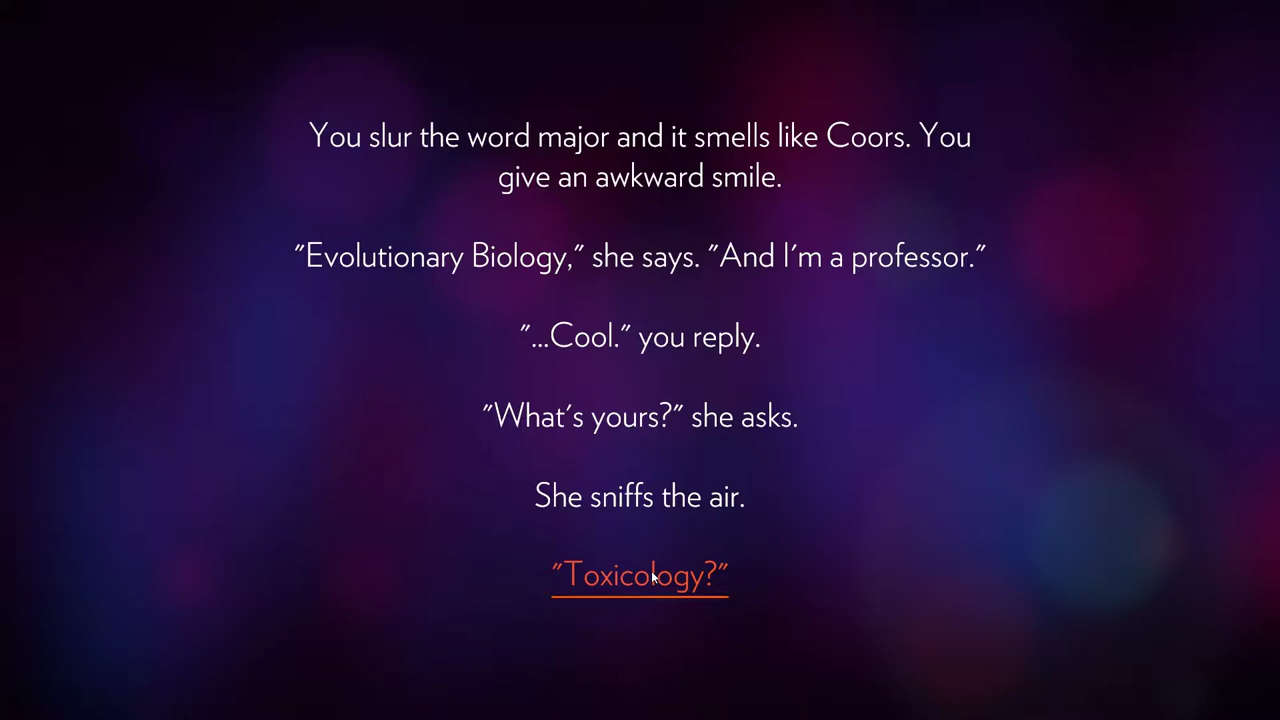 You slur the word major and it smells like Coors. You
give an awkward smile.
"Evolutionary Biology," she says. "And I'm a professor."
"...Cool." you reply.
"What's yours?" she asks.
She sniffs the air.
"Toxicology?"